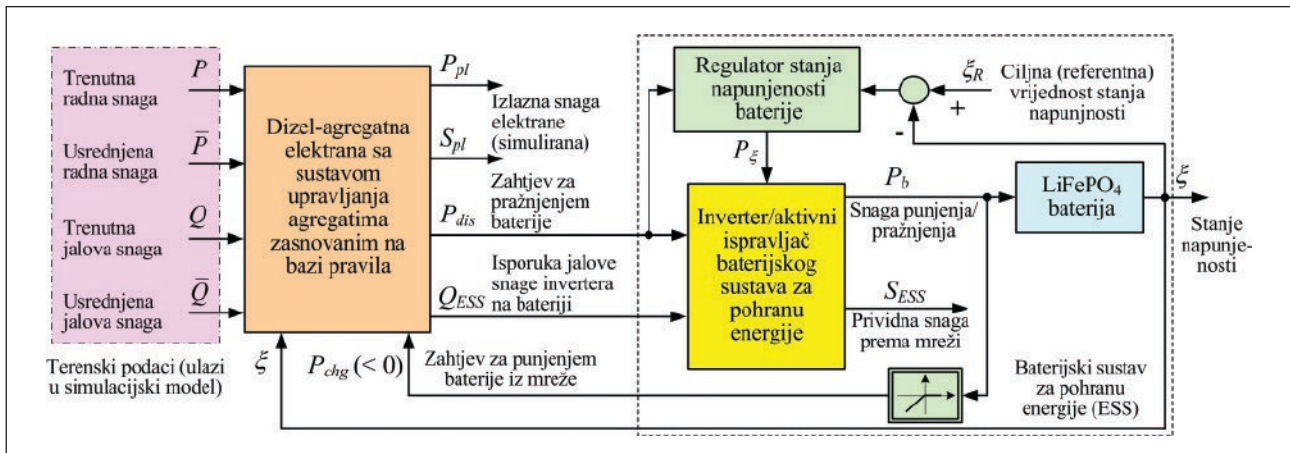 Trenutna
radna snaga
P
Usrednjena
radna snaga
P̅
Trenutna
jalova snaga
Q
Usrednjena
jalova snaga
Q̅
Terenski podaci (ulazi
u simulacijski model)
Dizel-agregatna
elektrana sa
sustavom
upravljanja
agregatima
zasnovanim na
bazi pravila
P_pl
Izlazna snaga
elektrane
(simulirana)
S_pl
Zahtjev za
pražnjenjem
baterije
P_dis
Isporuka jalove
snage invertera
na bateriji
Q_ESS
ξ
P_chg (< 0)
Zahtjev za punjenjem
baterije iz mreže
Regulator stanja
napunjenosti
baterije
P_ξ
ξ_R
+
-
Ciljna (referentna)
vrijednost stanja
napunjnosti
Inverter/aktivni
ispravljač
baterijskog
sustava za
pohranu
energije
P_b
Snaga punjenja/
pražnjenja
S_ESS
Prividna snaga
prema mreži
LiFePO4
baterija
ξ
Stanje
napunje-
nosti
Baterijski sustav
za pohranu
energije (ESS)